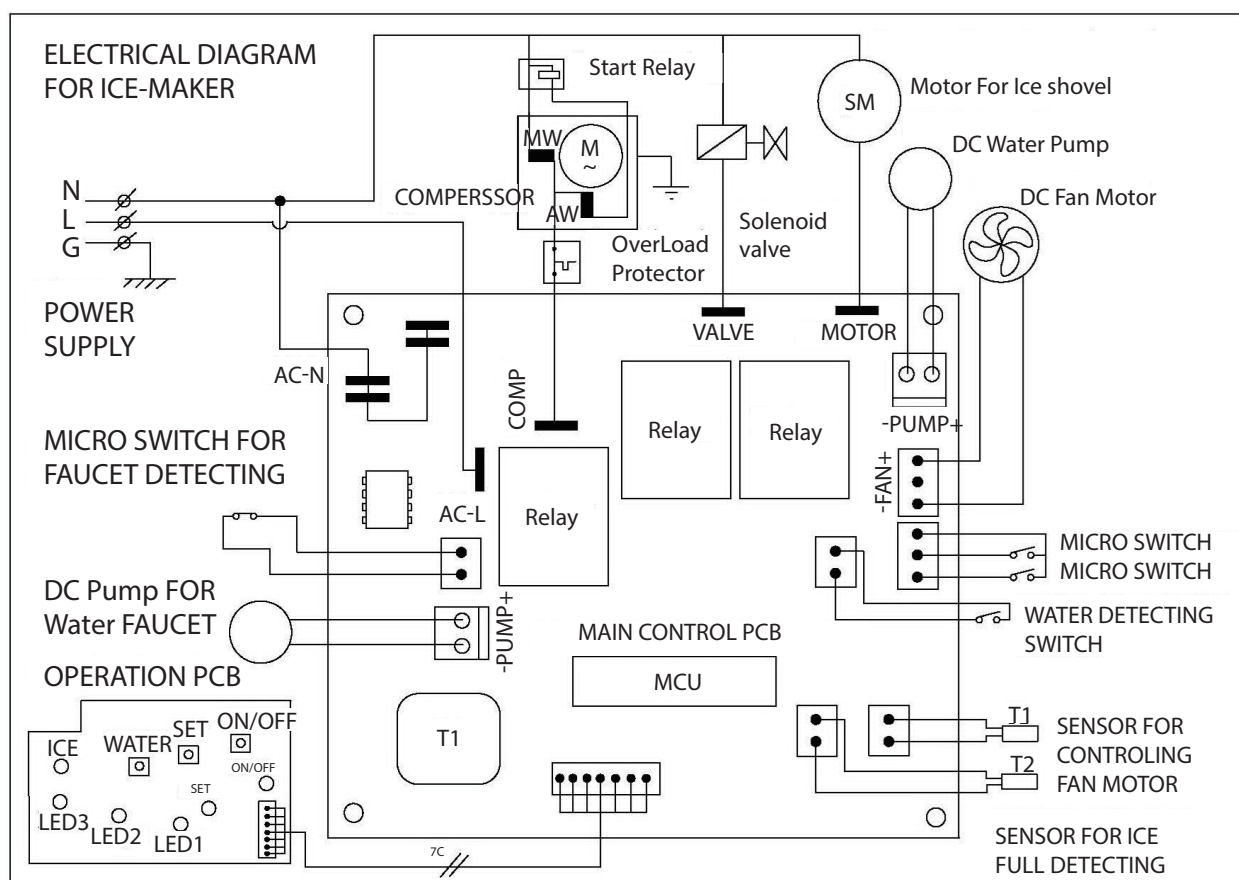 ELECTRICAL DIAGRAM
FOR ICE-MAKER
Start Relay
SM
Motor For Ice shovel
MW
M
~
DC Water Pump
N
L
G
COMPERSSOR
AW
DC Fan Motor
Solenoid
valve
OverLoad
Protector
POWER
SUPPLY
VALVE
MOTOR
AC-N
COMP
-PUMP+
MICRO SWITCH FOR
FAUCET DETECTING
Relay
Relay
-FAN+
AC-L
Relay
MICRO SWITCH
MICRO SWITCH
DC Pump FOR
Water FAUCET
-PUMP+
WATER DETECTING
SWITCH
MAIN CONTROL PCB
MCU
OPERATION PCB
T1
J1
SENSOR FOR
CONTROLING
FAN MOTOR
T2
ICE
WATER
SET
ON/OFF
ON/OFF
SET
LED3
LED2
LED1
7C
SENSOR FOR ICE
FULL DETECTING